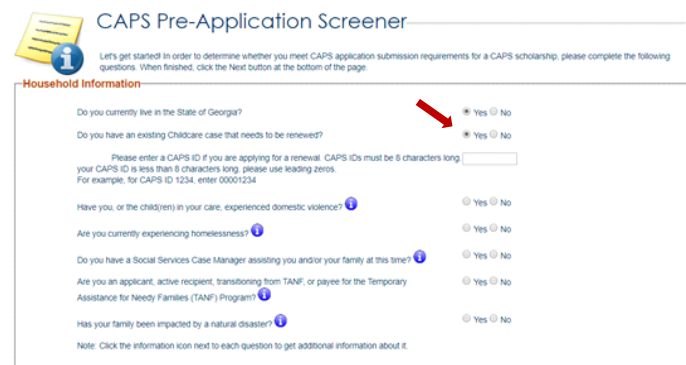 CAPS Pre-Application Screener
Let's get started! In order to determine whether you meet CAPS application submission requirements for a CAPS scholarship, please complete the following
questions. When finished, click the Next button at the bottom of the page.
Household Information
Do you currently live in the State of Georgia? Yes No
Do you have an existing Childcare case that needs to be renewed? Yes No
Please enter a CAPS ID if you are applying for a renewal. CAPS IDs must be 8 characters long,
your CAPS ID is less than 8 characters long, please use leading zeros.
For example, for CAPS ID 1234, enter 00001234
Have you, or the child(ren) in your care, experienced domestic violence? i Yes No
Are you currently experiencing homelessness? i Yes No
Do you have a Social Services Case Manager assisting you and/or your family at this time? i Yes No
Are you an applicant, active recipient, transitioning from TANF, or payee for the Temporary Yes No
Assistance for Needy Families (TANF) Program? i
Has your family been impacted by a natural disaster? i Yes No
Note: Click the information icon next to each question to get additional information about it.